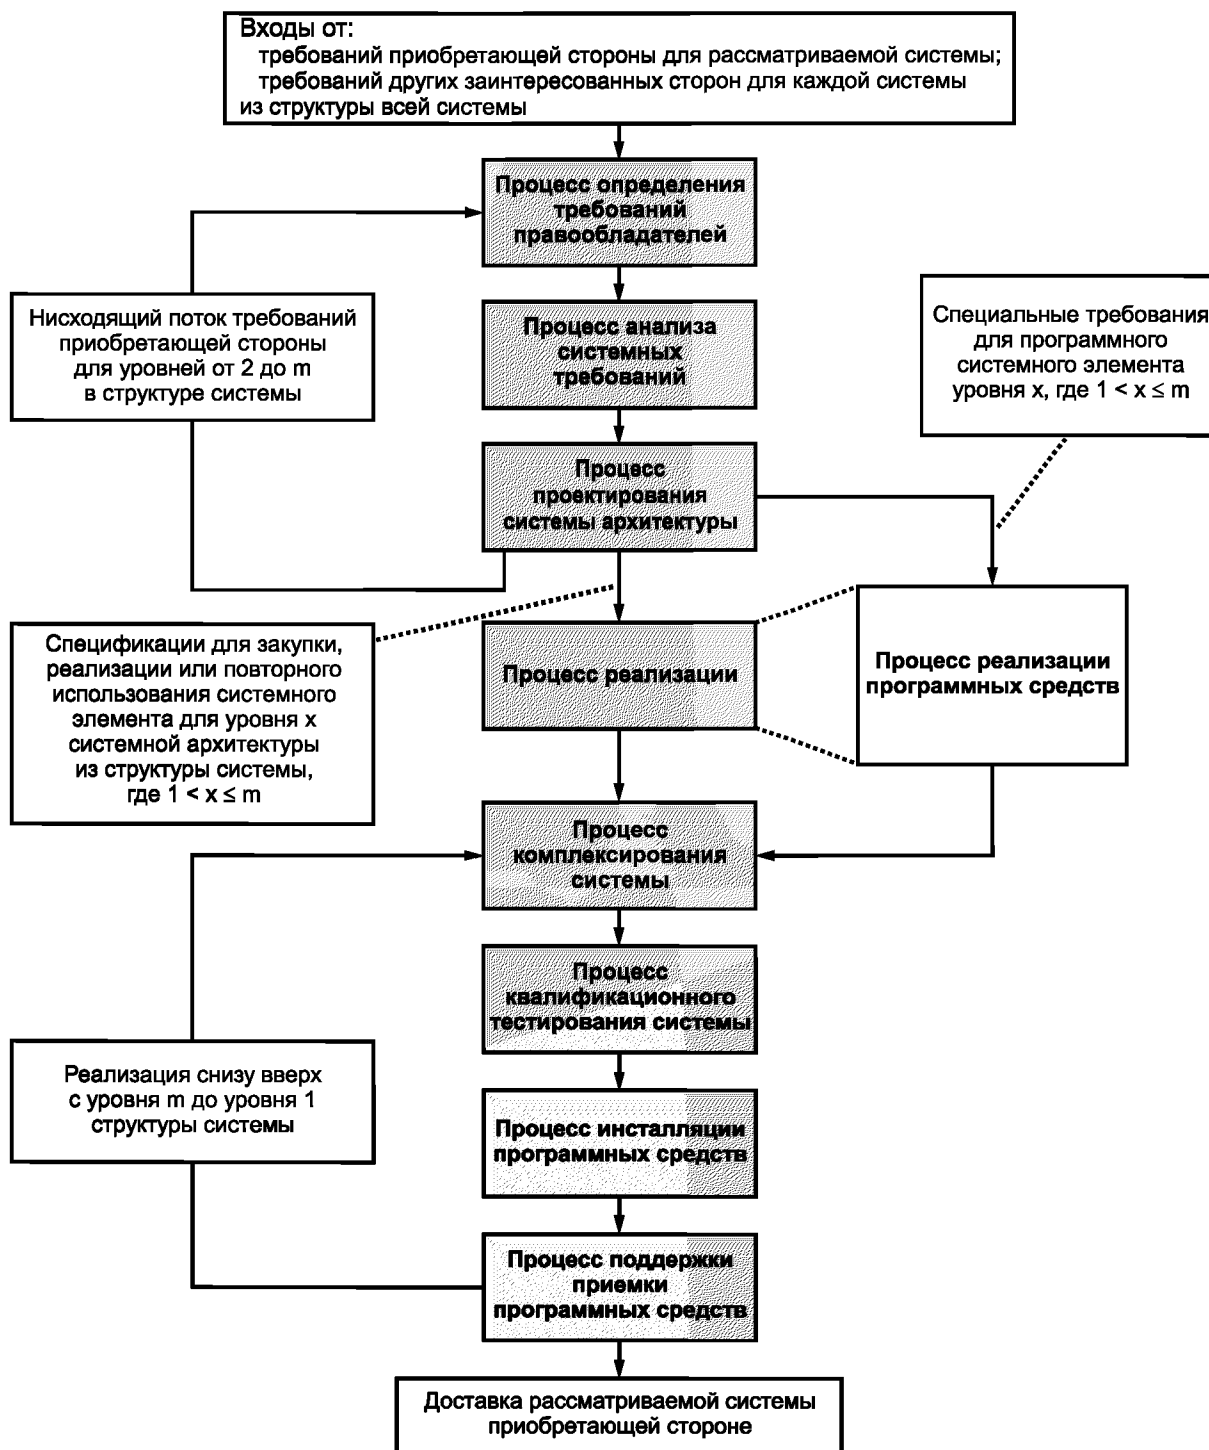 Входы от:
требований приобретающей стороны для рассматриваемой системы;
требований других заинтересованных сторон для каждой системы
из структуры всей системы
Процесс определения
требований
правообладателей
Нисходящий поток требований
приобретающей стороны
для уровней от 2 до m
в структуре системы
Процесс анализа
системных
требований
Специальные требования
для программного
системного элемента
уровня x, где 1 < x ≤ m
Процесс
проектирования
системы архитектуры
Спецификации для закупки,
реализации или повторного
использования системного
элемента для уровня x
системной архитектуры
из структуры системы,
где 1 < x ≤ m
Процесс реализации
Процесс реализации
программных средств
Процесс
комплексирования
системы
Процесс
квалификационного
тестирования системы
Реализация снизу вверх
с уровня m до уровня 1
структуры системы
Процесс инсталляции
программных средств
Процесс поддержки
приемки
программных средств
Доставка рассматриваемой системы
приобретающей стороне